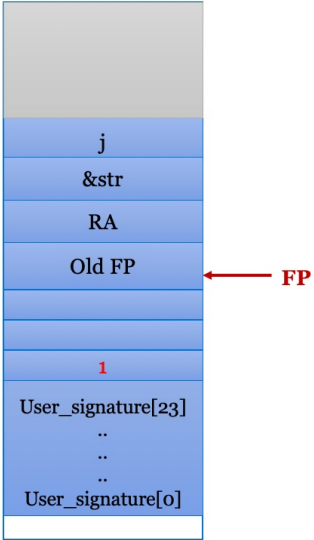 j
&str
RA
Old FP
FP
1
User_signature[23]
..
..
..
User_signature[0]